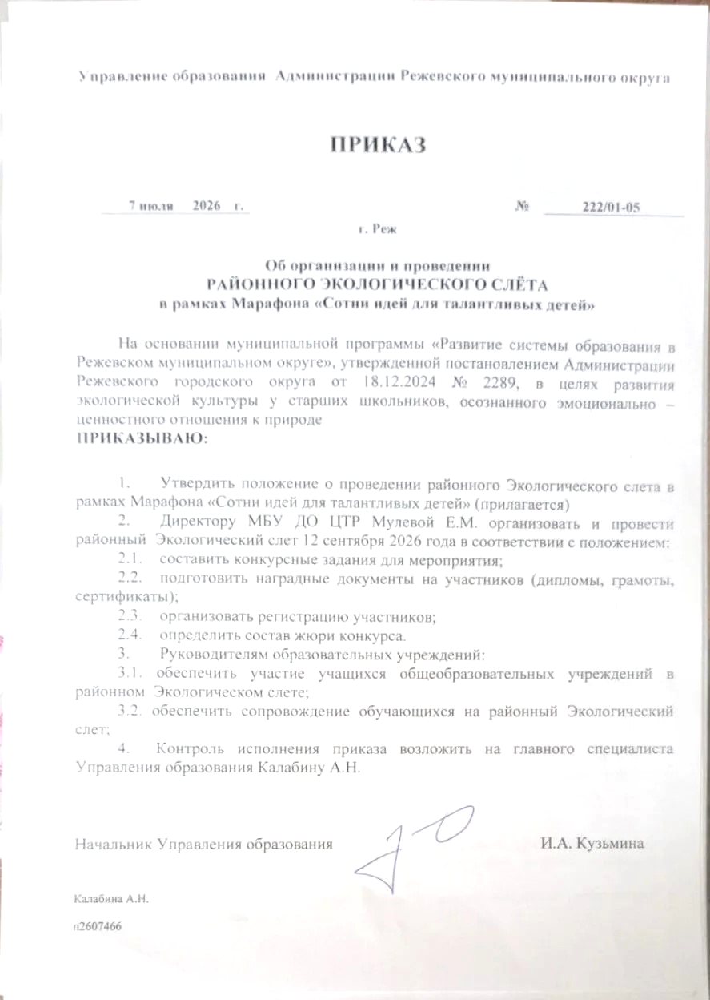 Управление образования Администрации Режевского муниципального округа
ПРИКАЗ
7 июля 2026 г. № 222/01-05
г. Реж
Об организации и проведении
РАЙОННОГО ЭКОЛОГИЧЕСКОГО СЛЁТА
в рамках Марафона «Сотни идей для талантливых детей»
На основании муниципальной программы «Развитие системы образования в
Режевском муниципальном округе», утвержденной постановлением Администрации
Режевского городского округа от 18.12.2024 № 2289, в целях развития
экологической культуры у старших школьников, осознанного эмоционально –
ценностного отношения к природе
ПРИКАЗЫВАЮ:
1. Утвердить положение о проведении районного Экологического слета в
рамках Марафона «Сотни идей для талантливых детей» (прилагается)
2. Директору МБУ ДО ЦТР Мулевой Е.М. организовать и провести
районный Экологический слет 12 сентября 2026 года в соответствии с положением:
2.1. составить конкурсные задания для мероприятия;
2.2. подготовить наградные документы на участников (дипломы, грамоты,
сертификаты);
2.3. организовать регистрацию участников;
2.4. определить состав жюри конкурса.
3. Руководителям образовательных учреждений:
3.1. обеспечить участие учащихся общеобразовательных учреждений в
районном Экологическом слете;
3.2. обеспечить сопровождение обучающихся на районный Экологический
слет;
4. Контроль исполнения приказа возложить на главного специалиста
Управления образования Калабину А.Н.
Начальник Управления образования И.А. Кузьмина
Калабина А.Н.
п2607466